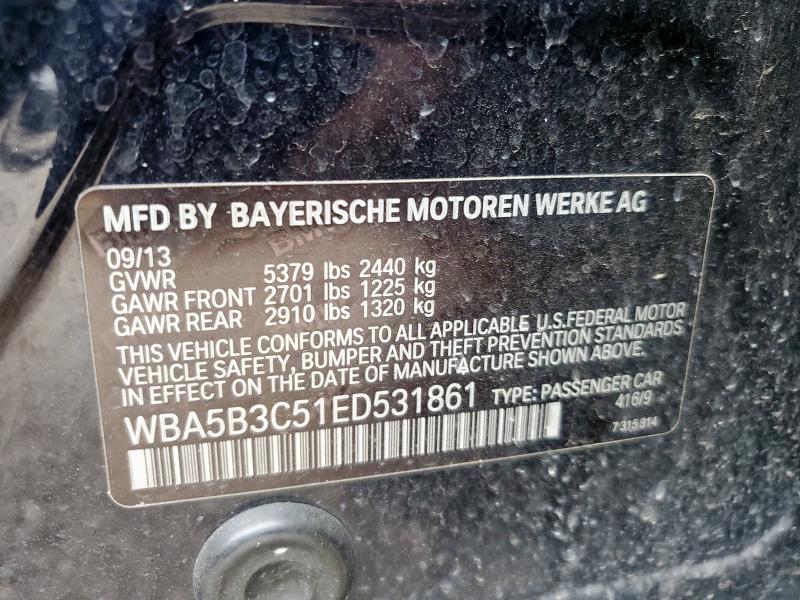 MFD BY BAYERISCHE MOTOREN WERKE AG
09/13
GVWR 5379 lbs 2440 kg
GAWR FRONT 2701 lbs 1225 kg
GAWR REAR 2910 lbs 1320 kg
THIS VEHICLE CONFORMS TO ALL APPLICABLE U.S.FEDERAL MOTOR
VEHICLE SAFETY, BUMPER AND THEFT PREVENTION STANDARDS
IN EFFECT ON THE DATE OF MANUFACTURE SHOWN ABOVE.
WBA5B3C51ED531861 TYPE: PASSENGER CAR
416/9
7 315 814